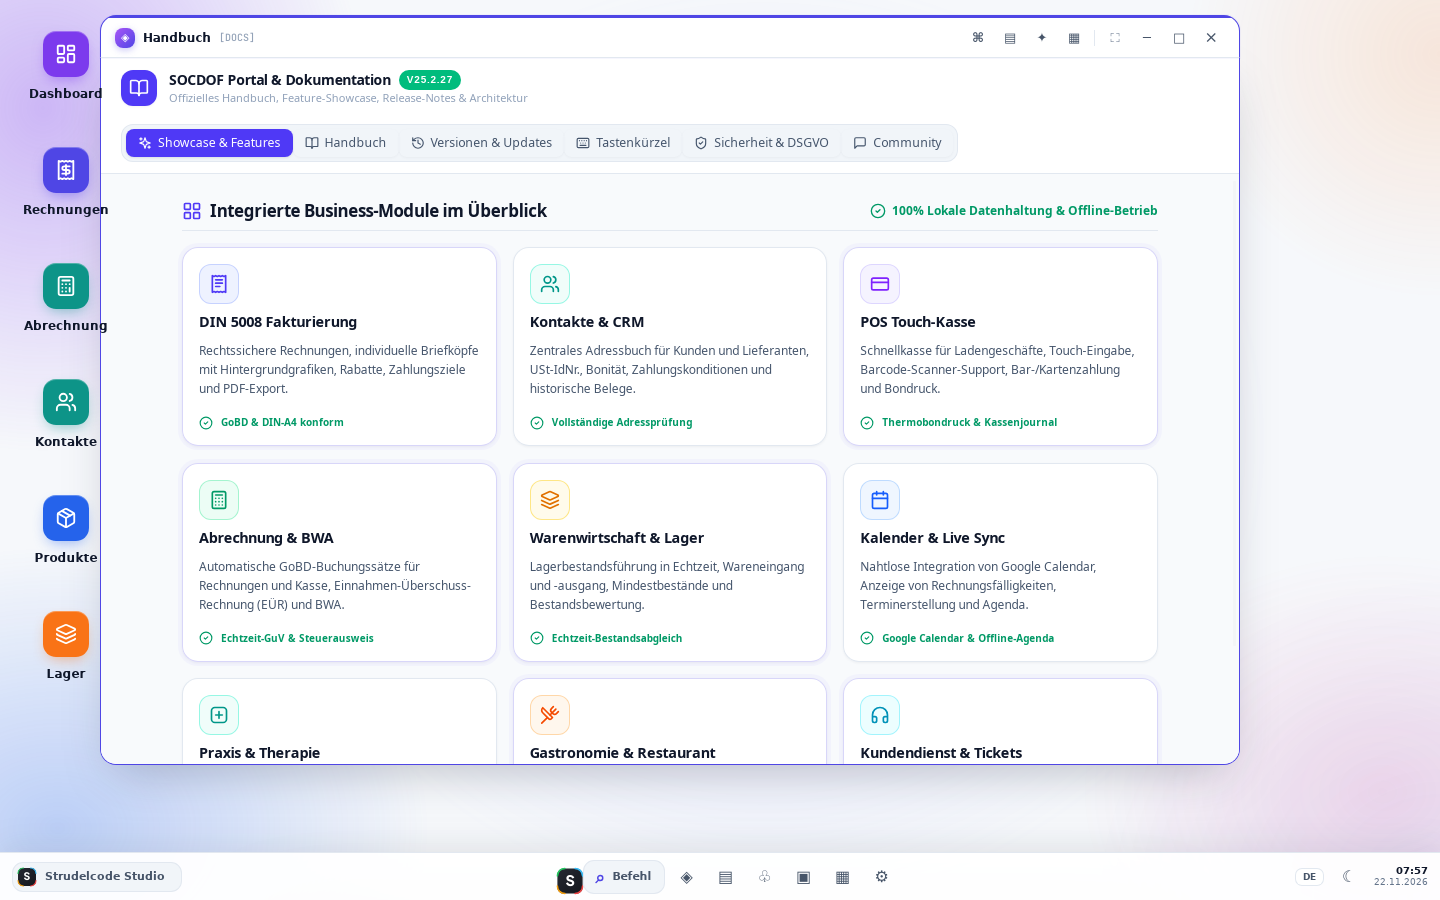 Handbuch [DOCS]
SOCDOF Portal & Dokumentation V25.2.27
Offizielles Handbuch, Feature-Showcase, Release-Notes & Architektur
Showcase & Features
Handbuch
Versionen & Updates
Tastenkürzel
Sicherheit & DSGVO
Community
Dashboard
Rechnungen
Abrechnung
Kontakte
Produkte
Lager
Integrierte Business-Module im Überblick
100% Lokale Datenhaltung & Offline-Betrieb
DIN 5008 Fakturierung
Rechtssichere Rechnungen, individuelle Briefköpfe
mit Hintergrundgrafiken, Rabatte, Zahlungsziele
und PDF-Export.
GoBD & DIN-A4 konform
Kontakte & CRM
Zentrales Adressbuch für Kunden und Lieferanten,
USt-IdNr., Bonität, Zahlungskonditionen und
historische Belege.
Vollständige Adressprüfung
POS Touch-Kasse
Schnellkasse für Ladengeschäfte, Touch-Eingabe,
Barcode-Scanner-Support, Bar-/Kartenzahlung
und Bondruck.
Thermobondruck & Kassenjournal
Abrechnung & BWA
Automatische GoBD-Buchungssätze für
Rechnungen und Kasse, Einnahmen-Überschuss-
Rechnung (EÜR) und BWA.
Echtzeit-GuV & Steuerausweis
Warenwirtschaft & Lager
Lagerbestandsführung in Echtzeit, Wareneingang
und -ausgang, Mindestbestände und
Bestandsbewertung.
Echtzeit-Bestandsabgleich
Kalender & Live Sync
Nahtlose Integration von Google Calendar,
Anzeige von Rechnungsfälligkeiten,
Terminerstellung und Agenda.
Google Calendar & Offline-Agenda
Praxis & Therapie
Gastronomie & Restaurant
Kundendienst & Tickets
S Strudelcode Studio
S
Befehl
DE
07:57
22.11.2026